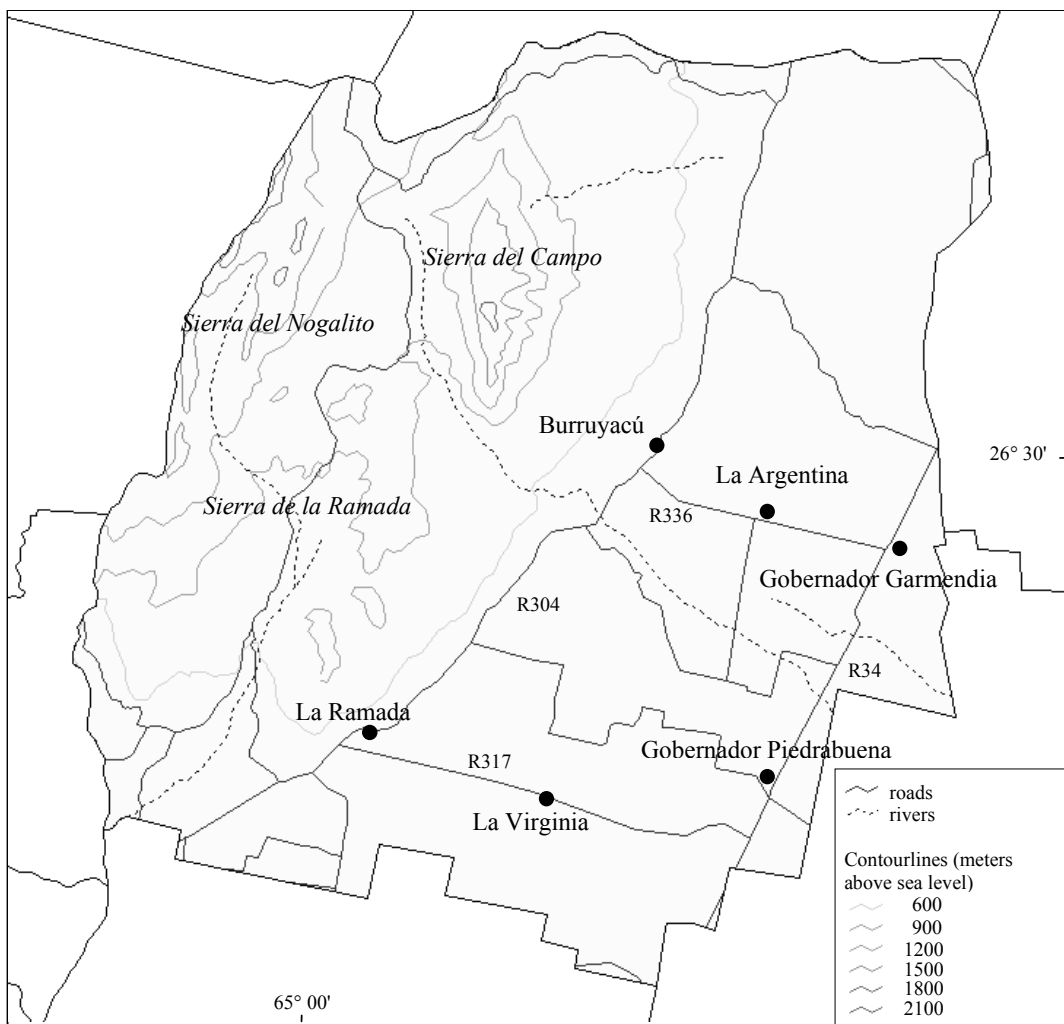 Sierra del Campo
Sierra del Nogalito
Burruyacú
26° 30'
La Argentina
Sierra de la Ramada
R336
Gobernador Garmendia
R304
R34
La Ramada
Gobernador Piedrabuena
R317
La Virginia
roads
rivers
Contourlines (meters
above sea level)
600
900
1200
1500
1800
2100
65° 00'